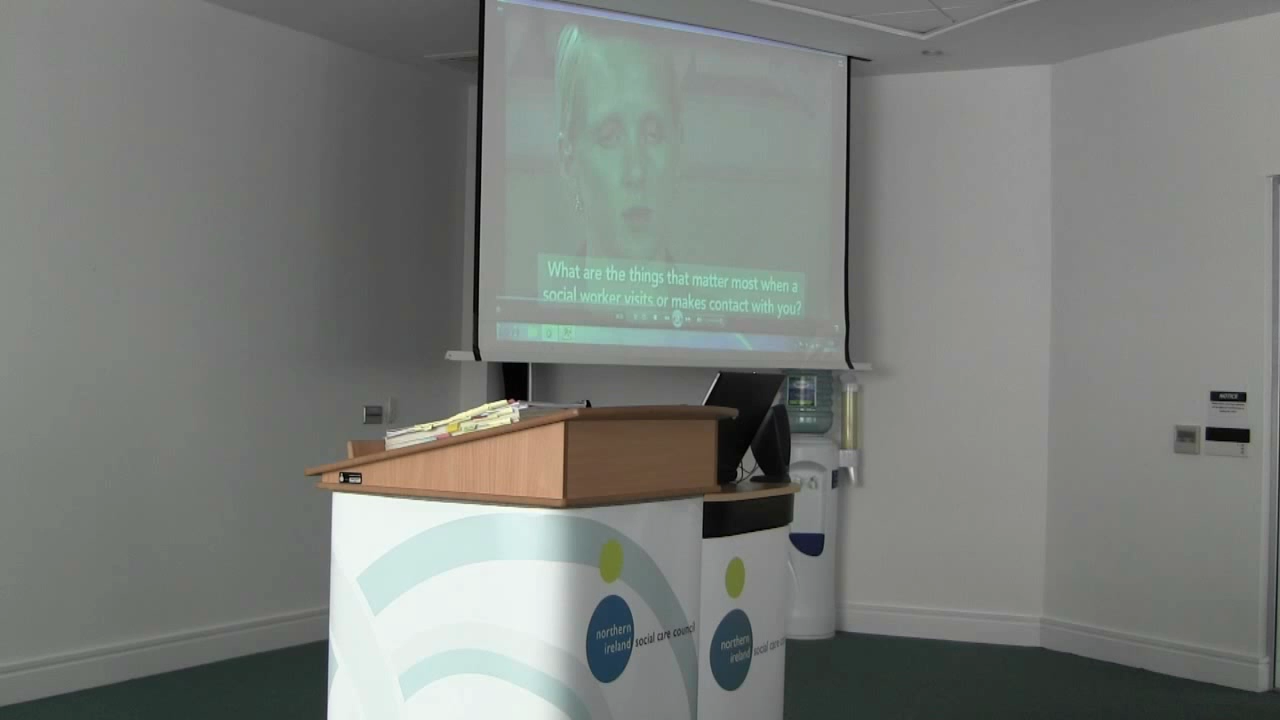 What are the things that matter most when a
social worker visits or makes contact with you?
northern
ireland social care council
northern
ireland social care
NOTICE